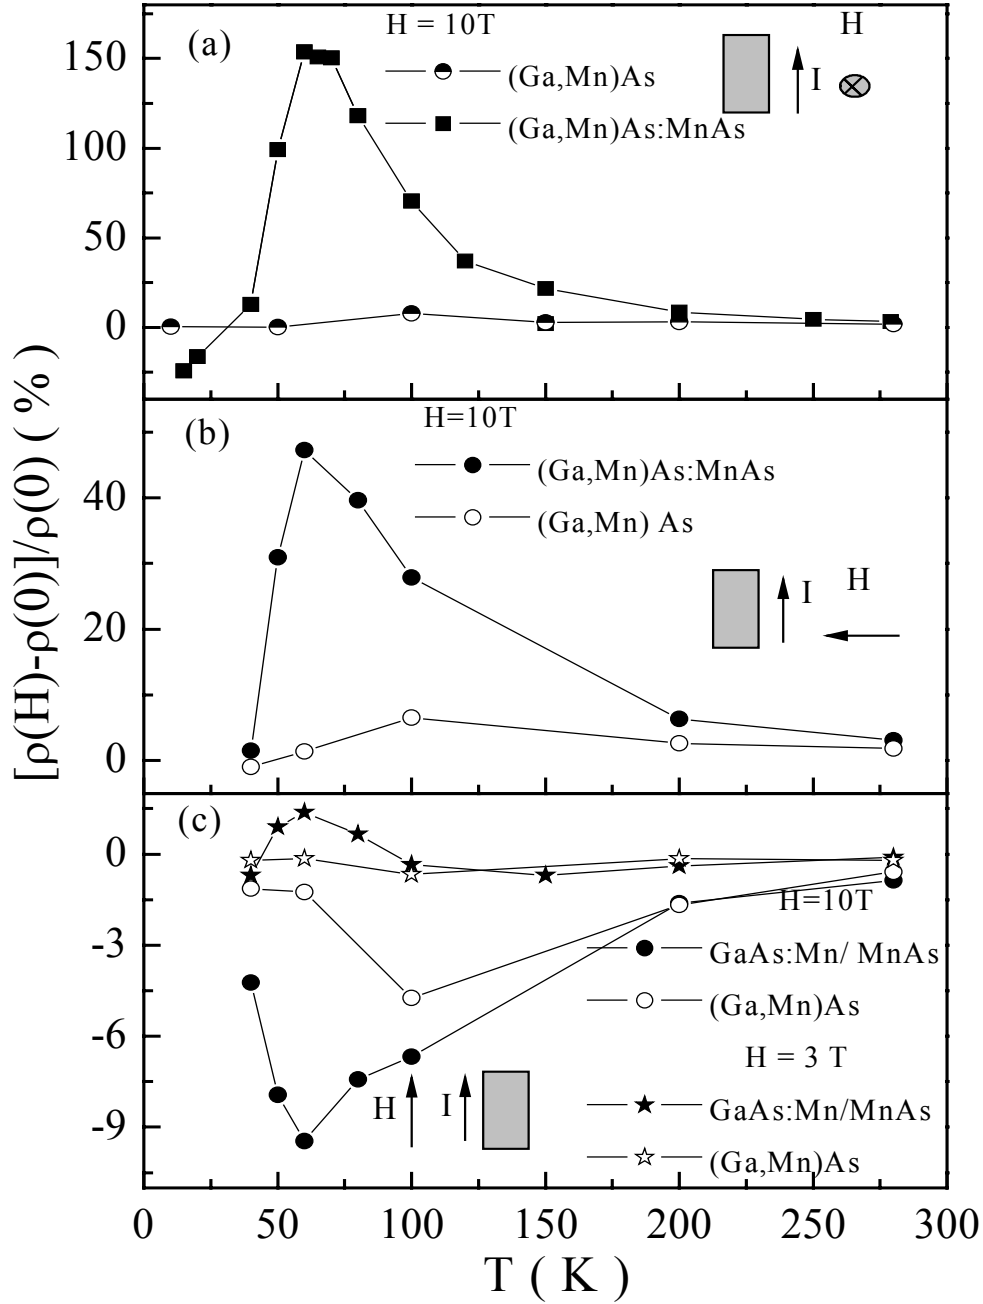 [ρ(H)-ρ(0)]/ρ(0) ( % )
(a)
H = 10T
(Ga,Mn)As
(Ga,Mn)As:MnAs
H
I
150
100
50
0
(b)
H=10T
(Ga,Mn)As:MnAs
(Ga,Mn) As
I
H
40
20
0
(c)
H=10T
GaAs:Mn/ MnAs
(Ga,Mn)As
H = 3 T
GaAs:Mn/MnAs
(Ga,Mn)As
H
I
0
-3
-6
-9
0 50 100 150 200 250 300
T ( K )